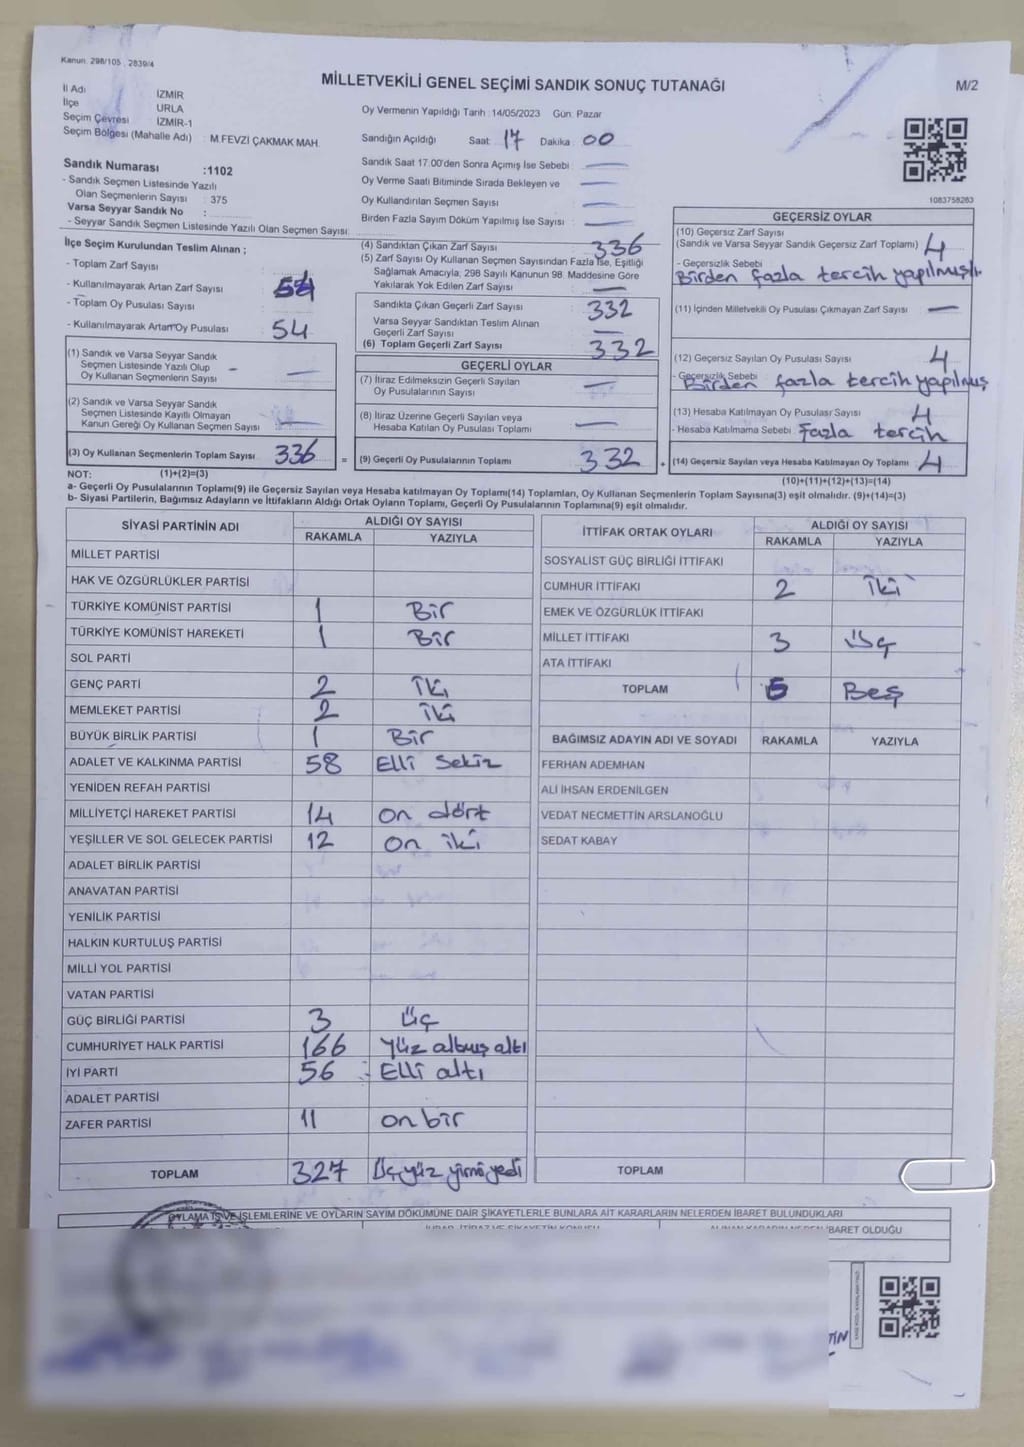 Kanun. 298/105 , 2839/4
MİLLETVEKİLİ GENEL SEÇİMİ SANDIK SONUÇ TUTANAĞI
M/2
İl Adı İZMİR
İlçe URLA
Seçim Çevresi İZMİR-1
Seçim Bölgesi (Mahalle Adı) : M.FEVZİ ÇAKMAK MAH.
Sandık Numarası :1102
- Sandık Seçmen Listesinde Yazılı
Olan Seçmenlerin Sayısı : 375
Varsa Seyyar Sandık No :
- Seyyar Sandık Seçmen Listesinde Yazılı Olan Seçmen Sayısı:
Oy Vermenin Yapıldığı Tarih :14/05/2023 Gün: Pazar
Sandığın Açıldığı Saat: 17 Dakika: 00
Sandık Saat 17:00'den Sonra Açımış İse Sebebi : —
Oy Verme Saati Bitiminde Sırada Bekleyen ve —
Oy Kullandırılan Seçmen Sayısı : —
Birden Fazla Sayım Döküm Yapılmış İse Sayısı : —
1083758263
İlçe Seçim Kurulundan Teslim Alınan ;
- Toplam Zarf Sayısı :
- Kullanılmayarak Artan Zarf Sayısı : 54
- Toplam Oy Pusulası Sayısı :
- Kullanılmayarak Artan Oy Pusulası : 54
(1) Sandık ve Varsa Seyyar Sandık
Seçmen Listesinde Yazılı Olup —
Oy Kullanan Seçmenlerin Sayısı
(2) Sandık ve Varsa Seyyar Sandık
Seçmen Listesinde Kayıtlı Olmayan
Kanun Gereği Oy Kullanan Seçmen Sayısı —
(3) Oy Kullanan Seçmenlerin Toplam Sayısı : 336
(4) Sandıktan Çıkan Zarf Sayısı : 336
(5) Zarf Sayısı Oy Kullanan Seçmen Sayısından Fazla İse, Eşitliği
Sağlamak Amacıyla, 298 Sayılı Kanunun 98. Maddesine Göre
Yakılarak Yok Edilen Zarf Sayısı : —
Sandıkta Çıkan Geçerli Zarf Sayısı : 332
Varsa Seyyar Sandıktan Teslim Alınan
Geçerli Zarf Sayısı : —
(6) Toplam Geçerli Zarf Sayısı : 332
GEÇERLİ OYLAR
(7) İtiraz Edilmeksizin Geçerli Sayılan
Oy Pusulalarının Sayısı : —
(8) İtiraz Üzerine Geçerli Sayılan veya
Hesaba Katılan Oy Pusulası Toplamı : —
= (9) Geçerli Oy Pusulalarının Toplamı : 332
GEÇERSİZ OYLAR
(10) Geçersiz Zarf Sayısı
(Sandık ve Varsa Seyyar Sandık Geçersiz Zarf Toplamı) : 4
- Geçersizlik Sebebi :
Birden fazla tercih yapılmıştı.
(11) İçinden Milletvekili Oy Pusulası Çıkmayan Zarf Sayısı : —
(12) Geçersiz Sayılan Oy Pusulası Sayısı : 4
- Geçersizlik Sebebi :
Birden fazla tercih yapılmış
(13) Hesaba Katılmayan Oy Pusulası Sayısı : 4
- Hesaba Katılmama Sebebi : fazla tercih
+ (14) Geçersiz Sayılan veya Hesaba Katılmayan Oy Toplamı : 4
NOT: (1)+(2)=(3)
(10)+(11)+(12)+(13)=(14)
a- Geçerli Oy Pusulalarının Toplamı(9) ile Geçersiz Sayılan veya Hesaba katılmayan Oy Toplamı(14) Toplamları, Oy Kullanan Seçmenlerin Toplam Sayısına(3) eşit olmalıdır. (9)+(14)=(3)
b- Siyasi Partilerin, Bağımsız Adayların ve İttifakların Aldığı Ortak Oyların Toplamı, Geçerli Oy Pusulalarının Toplamına(9) eşit olmalıdır.
SİYASİ PARTİNİN ADI ALDIĞI OY SAYISI
RAKAMLA YAZIYLA
MİLLET PARTİSİ
HAK VE ÖZGÜRLÜKLER PARTİSİ
TÜRKİYE KOMÜNİST PARTİSİ 1 Bir
TÜRKİYE KOMÜNİST HAREKETİ 1 Bir
SOL PARTİ
GENÇ PARTİ 2 İki
MEMLEKET PARTİSİ 2 iki
BÜYÜK BİRLİK PARTİSİ 1 Bir
ADALET VE KALKINMA PARTİSİ 58 Elli Sekiz
YENİDEN REFAH PARTİSİ
MİLLİYETÇİ HAREKET PARTİSİ 14 on dört
YEŞİLLER VE SOL GELECEK PARTİSİ 12 on iki
ADALET BİRLİK PARTİSİ
ANAVATAN PARTİSİ
YENİLİK PARTİSİ
HALKIN KURTULUŞ PARTİSİ
MİLLİ YOL PARTİSİ
VATAN PARTİSİ
GÜÇ BİRLİĞİ PARTİSİ 3 üç
CUMHURİYET HALK PARTİSİ 166 yüz altmış altı
İYİ PARTİ 56 Elli altı
ADALET PARTİSİ
ZAFER PARTİSİ 11 on bir
TOPLAM 327 Üç yüz yirmi yedi
İTTİFAK ORTAK OYLARI ALDIĞI OY SAYISI
RAKAMLA YAZIYLA
SOSYALİST GÜÇ BİRLİĞİ İTTİFAKI
CUMHUR İTTİFAKI 2 iki
EMEK VE ÖZGÜRLÜK İTTİFAKI
MİLLET İTTİFAKI 3 üç
ATA İTTİFAKI
TOPLAM 5 Beş
BAĞIMSIZ ADAYIN ADI VE SOYADI RAKAMLA YAZIYLA
FERHAN ADEMHAN
ALİ İHSAN ERDENİLGEN
VEDAT NECMETTİN ARSLANOĞLU
SEDAT KABAY
TOPLAM
OYLAMA İŞ VE İŞLEMLERİNE VE OYLARIN SAYIM DÖKÜMÜNE DAİR ŞİKAYETLERLE BUNLARA AİT KARARLARIN NELERDEN İBARET BULUNDUKLARI
BARET OLDUĞU